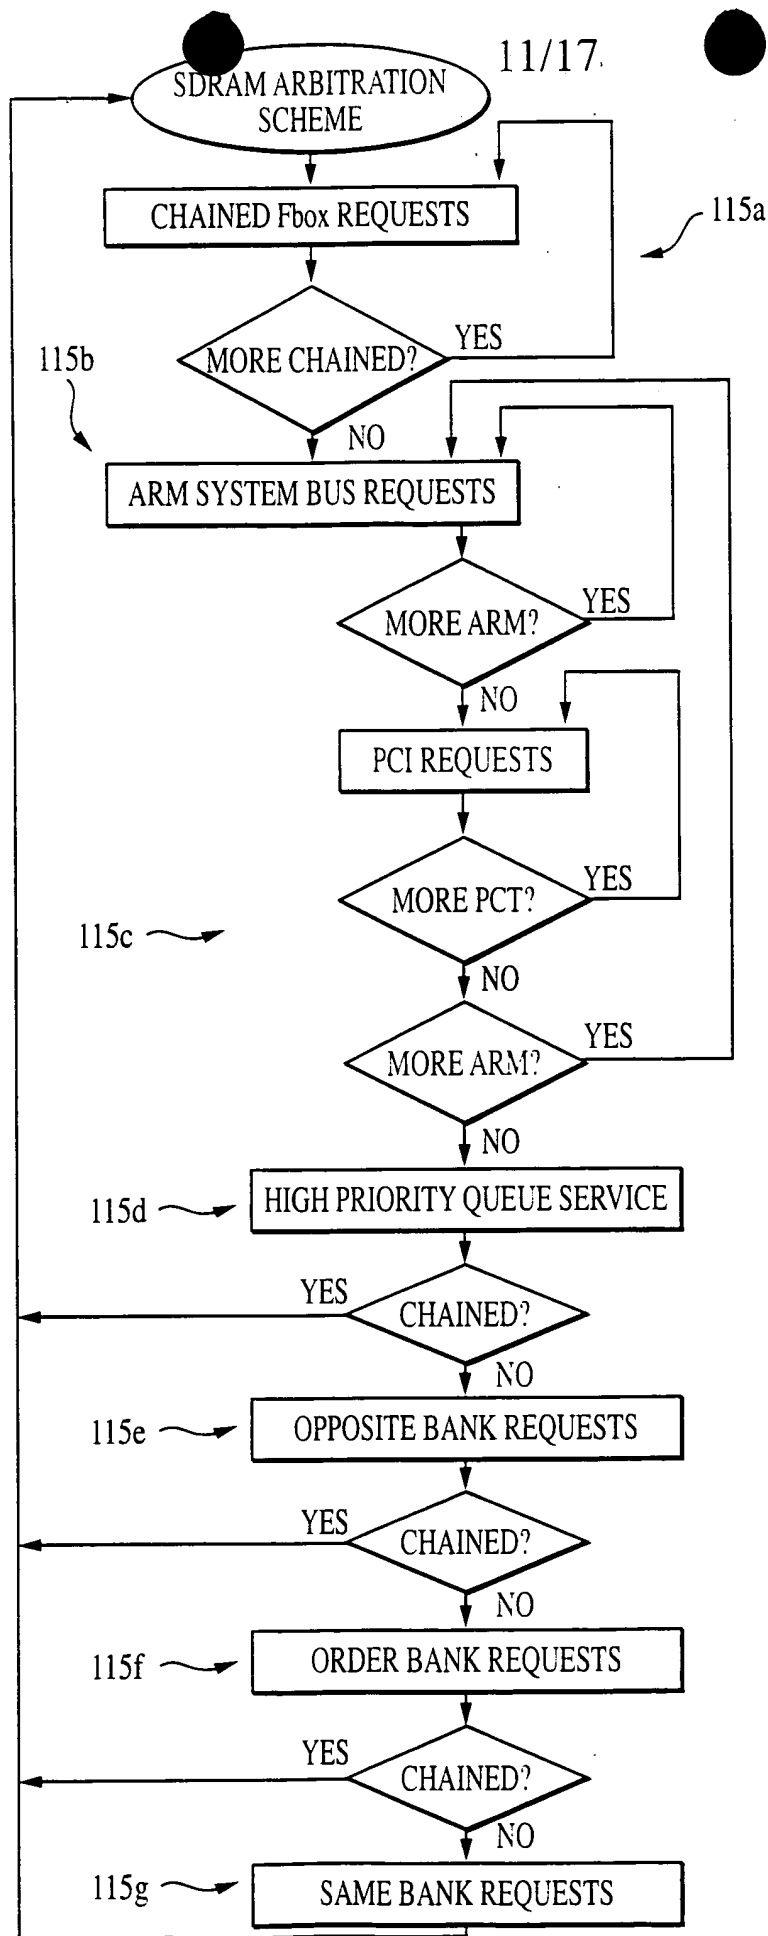 11/17
SDRAM ARBITRATION
SCHEME
CHAINED Fbox REQUESTS
115a
MORE CHAINED?
YES
115b
NO
ARM SYSTEM BUS REQUESTS
MORE ARM?
YES
NO
PCI REQUESTS
MORE PCT?
YES
115c
NO
MORE ARM?
YES
NO
115d
HIGH PRIORITY QUEUE SERVICE
YES
CHAINED?
NO
115e
OPPOSITE BANK REQUESTS
YES
CHAINED?
NO
115f
ORDER BANK REQUESTS
YES
CHAINED?
NO
115g
SAME BANK REQUESTS